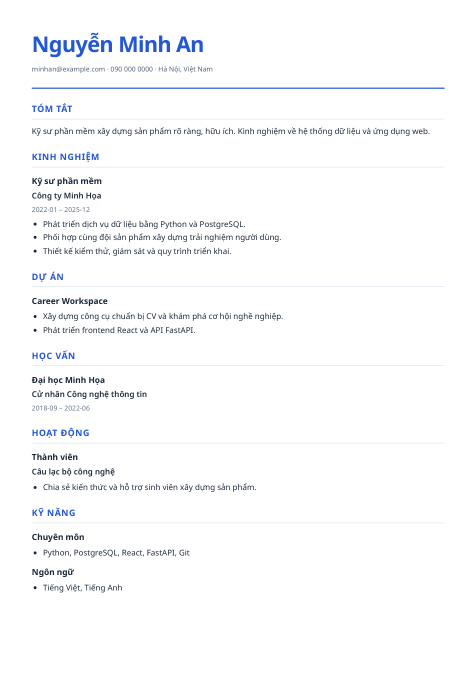 Nguyễn Minh An
minhan@example.com · 090 000 0000 · Hà Nội, Việt Nam
TÓM TẮT
Kỹ sư phần mềm xây dựng sản phẩm rõ ràng, hữu ích. Kinh nghiệm về hệ thống dữ liệu và ứng dụng web.
KINH NGHIỆM
Kỹ sư phần mềm
Công ty Minh Họa
2022-01 – 2025-12
• Phát triển dịch vụ dữ liệu bằng Python và PostgreSQL.
• Phối hợp cùng đội sản phẩm xây dựng trải nghiệm người dùng.
• Thiết kế kiểm thử, giám sát và quy trình triển khai.
DỰ ÁN
Career Workspace
• Xây dựng công cụ chuẩn bị CV và khám phá cơ hội nghề nghiệp.
• Phát triển frontend React và API FastAPI.
HỌC VẤN
Đại học Minh Họa
Cử nhân Công nghệ thông tin
2018-09 – 2022-06
HOẠT ĐỘNG
Thành viên
Câu lạc bộ công nghệ
• Chia sẻ kiến thức và hỗ trợ sinh viên xây dựng sản phẩm.
KỸ NĂNG
Chuyên môn
• Python, PostgreSQL, React, FastAPI, Git
Ngôn ngữ
• Tiếng Việt, Tiếng Anh